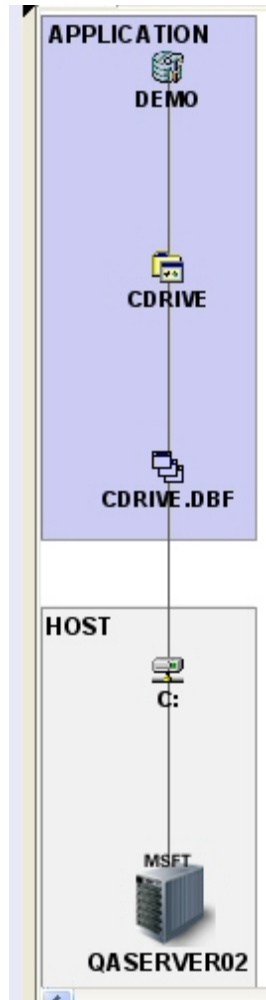 APPLICATION
DEMO
CDRIVE
CDRIVE.DBF
HOST
C:
MSFT
QASERVER02